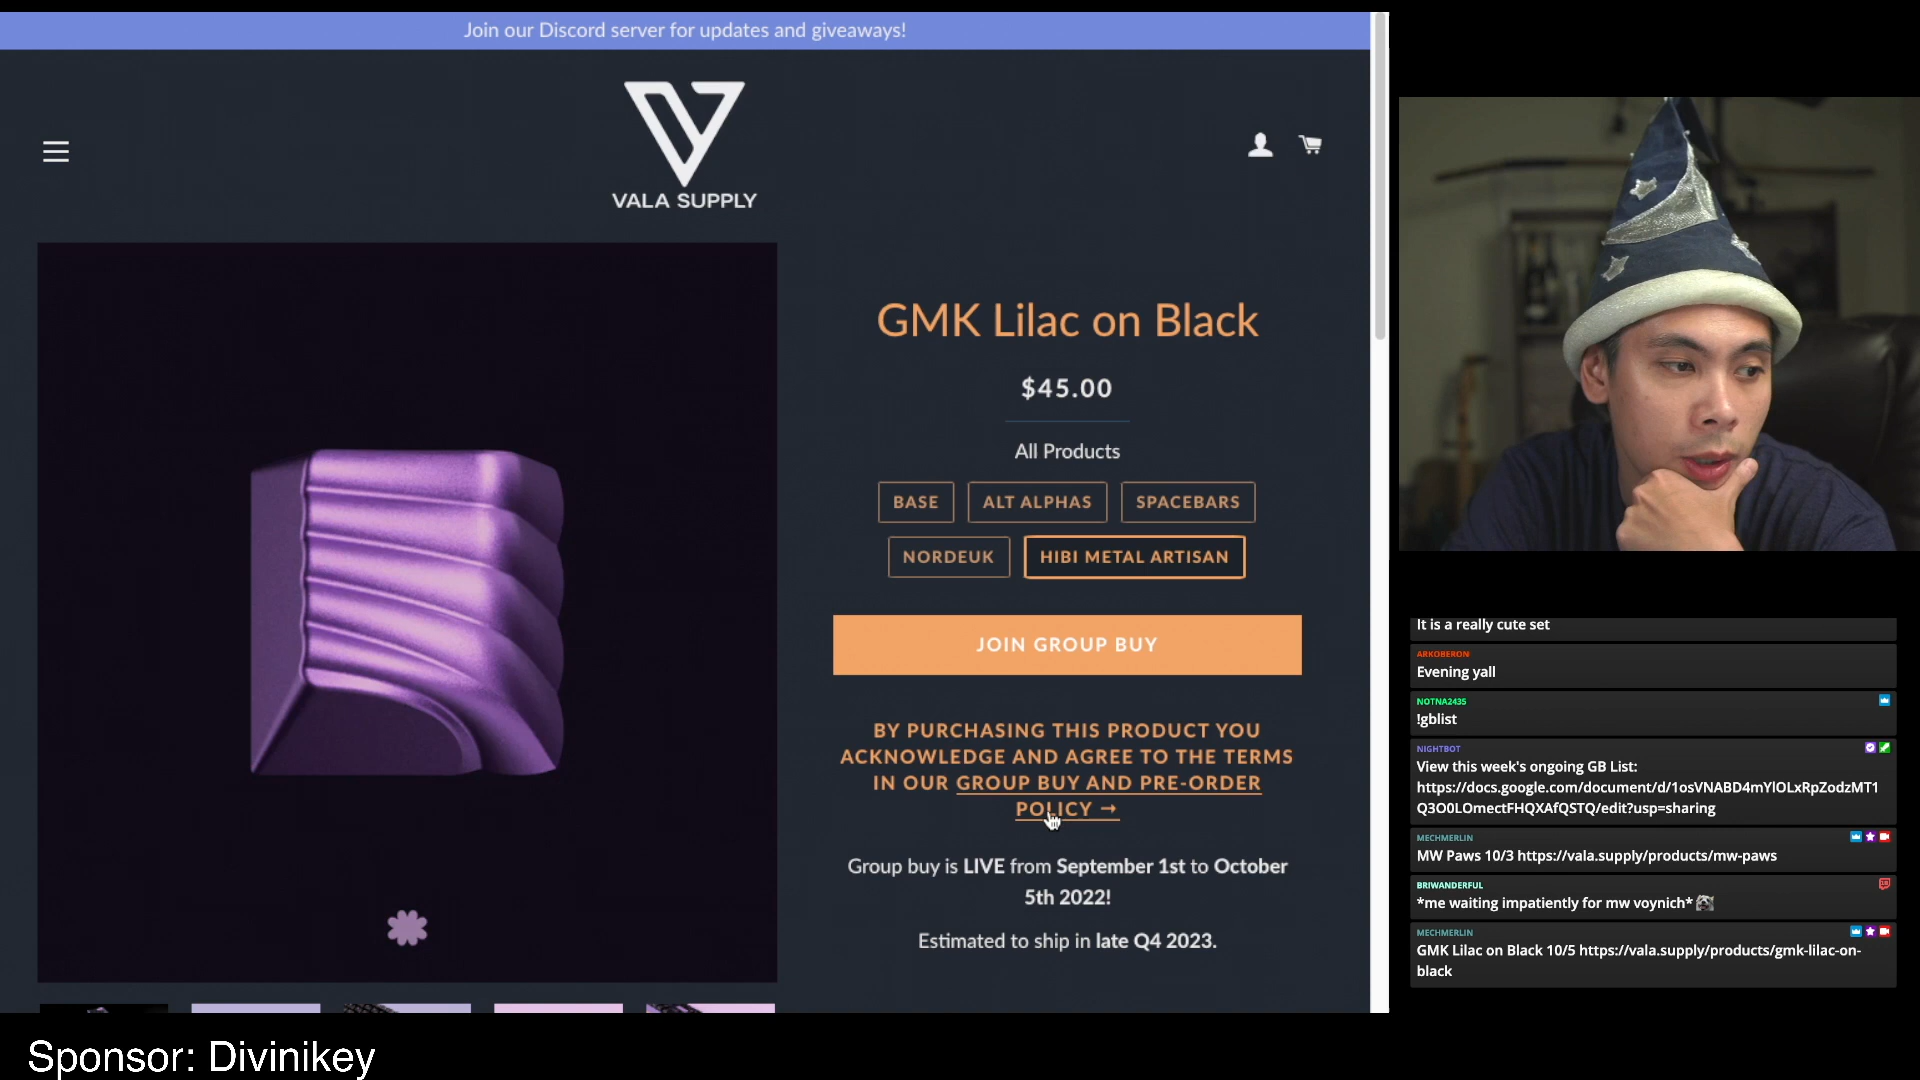 Join our Discord server for updates and giveaways!
VALA SUPPLY
GMK Lilac on Black
$45.00
All Products
BASE
ALT ALPHAS
SPACEBARS
NORDEUK
HIBI METAL ARTISAN
JOIN GROUP BUY
BY PURCHASING THIS PRODUCT YOU
ACKNOWLEDGE AND AGREE TO THE TERMS
IN OUR GROUP BUY AND PRE-ORDER
POLICY →
Group buy is LIVE from September 1st to October
5th 2022!
Estimated to ship in late Q4 2023.
It is a really cute set
ARKOBERON
Evening yall
NOTNA2435
!gblist
NIGHTBOT
View this week's ongoing GB List:
https://docs.google.com/document/d/1osVNABD4mYlOLxRpZodzMT1
Q3O0LOmectFHQXAfQSTQ/edit?usp=sharing
MECHMERLIN
MW Paws 10/3 https://vala.supply/products/mw-paws
BRIWANDERFUL
*me waiting impatiently for mw voynich*
MECHMERLIN
GMK Lilac on Black 10/5 https://vala.supply/products/gmk-lilac-on-
black
Sponsor: Divinikey